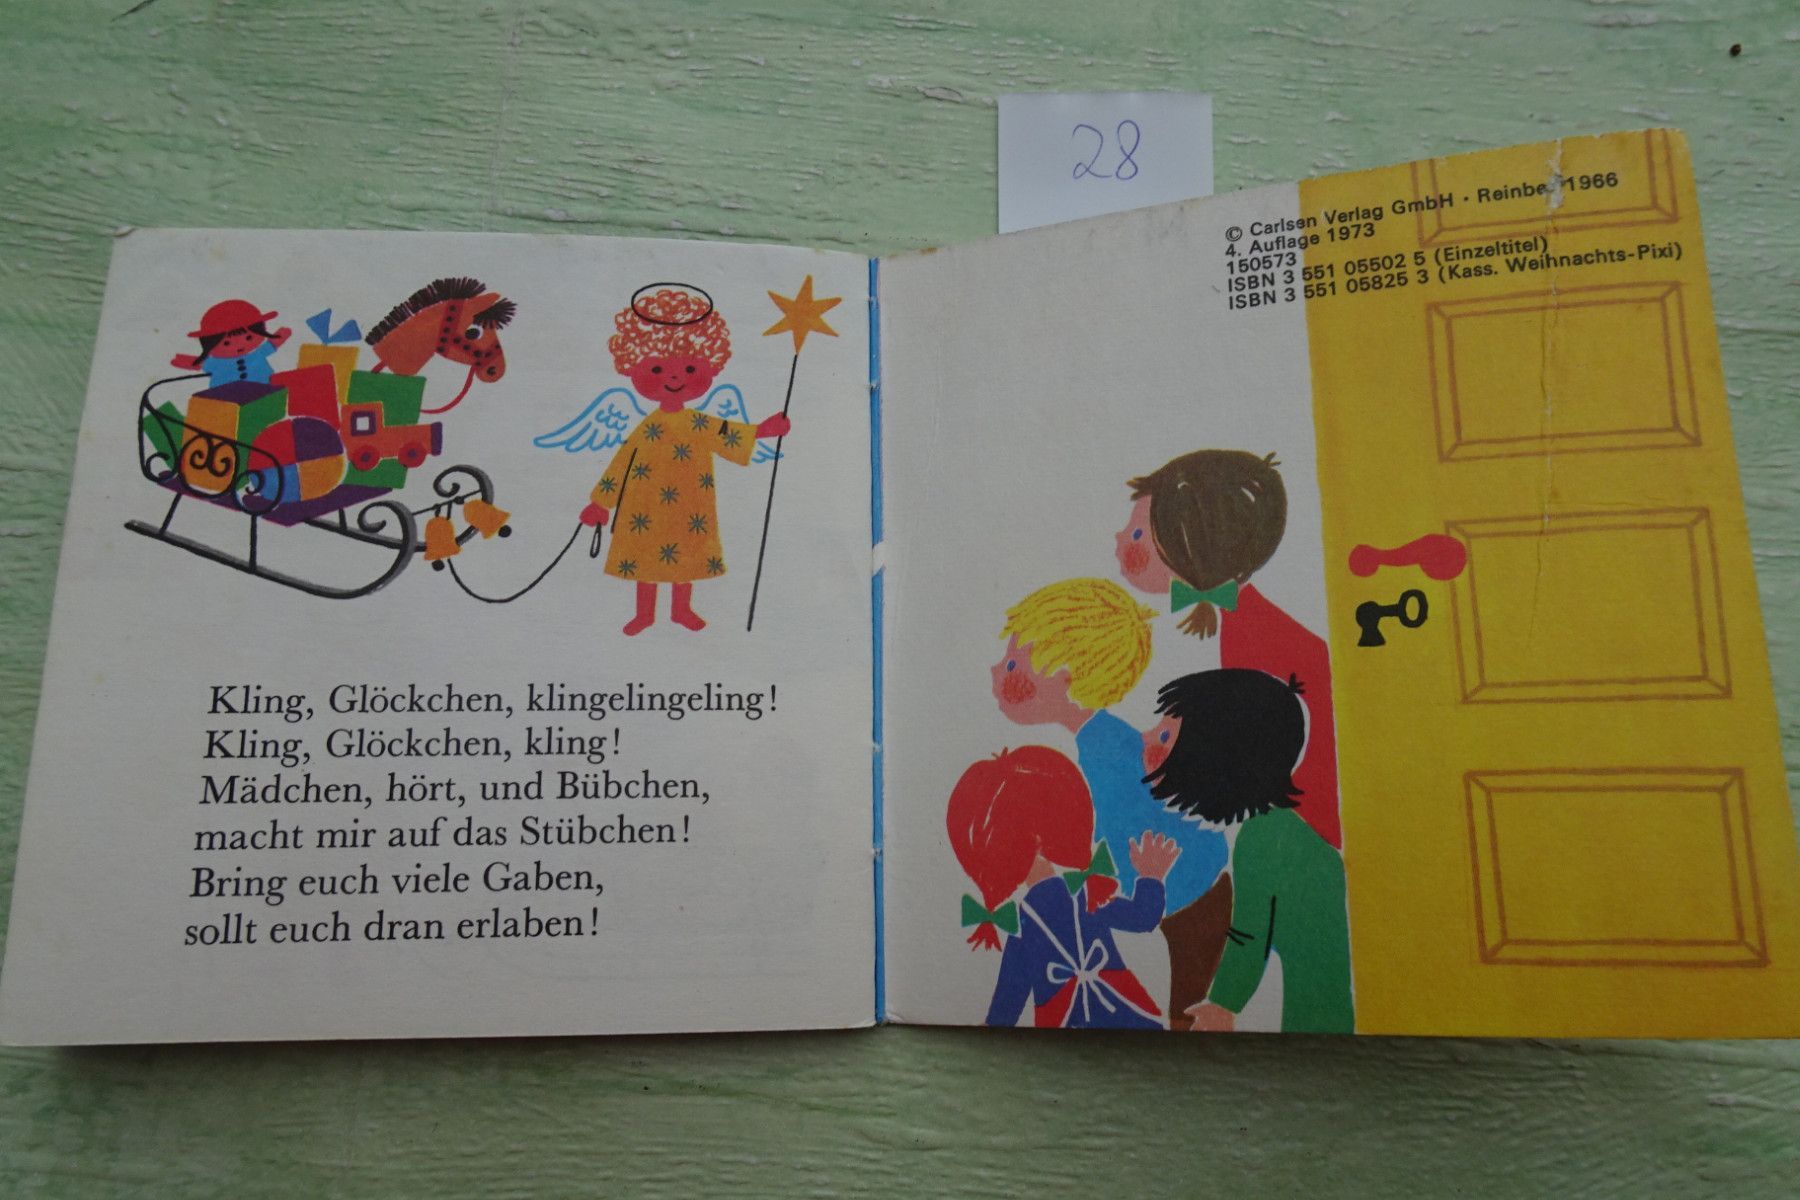 28
Kling, Glöckchen, klingelingeling!
Kling, Glöckchen, kling!
Mädchen, hört, und Bübchen,
macht mir auf das Stübchen!
Bring euch viele Gaben,
sollt euch dran erlaben!
© Carlsen Verlag GmbH · 1966
4. Auflage 1973
150573
ISBN 3 551 05502 5 (Einzeltitel)
ISBN 3 551 05825 3 (Kass. Weihnachts-Pixi)